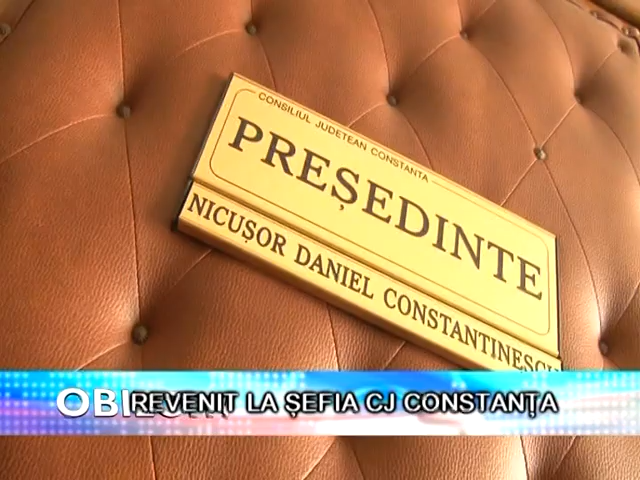 CONSILIUL JUDEȚEAN CONSTANȚA
PREȘEDINTE
NICUȘOR DANIEL CONSTANTINESCU
REVENIT LA ȘEFIA CJ CONSTANȚA